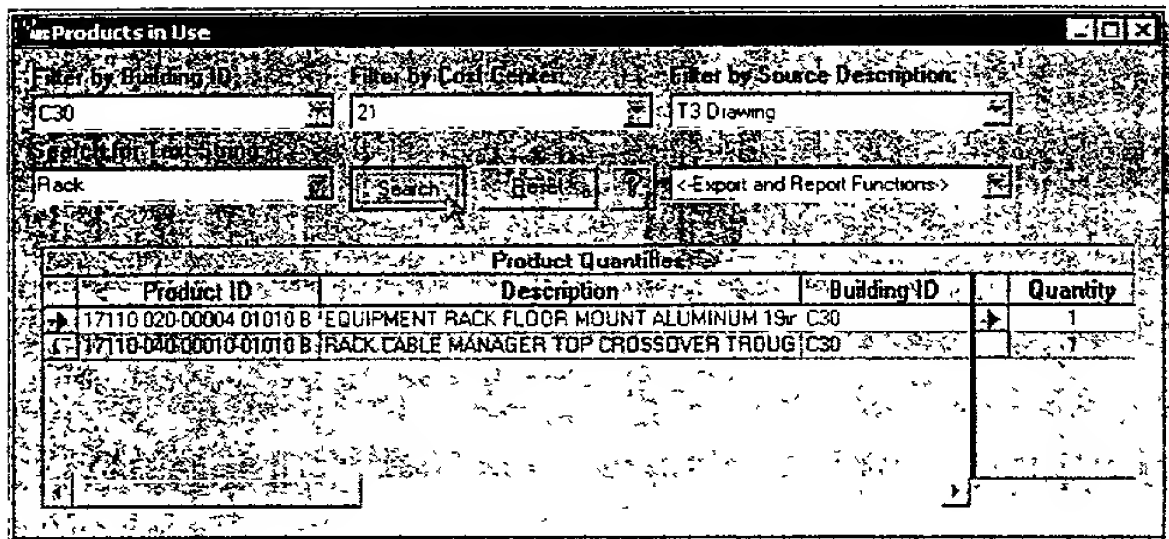 Products in Use
Filter by Building ID: Filter by Cost Center: Filter by Source Description:
C30 21 T3 Drawing
Search for Text String:
Rack Search Reset ? <-Export and Report Functions->
Product Quantities
Product ID Description Building ID Quantity
17110 020-00004 01010 B EQUIPMENT RACK FLOOR MOUNT ALUMINUM 19r C30 1
17110-040-00010-01010 B RACK CABLE MANAGER TOP CROSSOVER TROUG C30 1